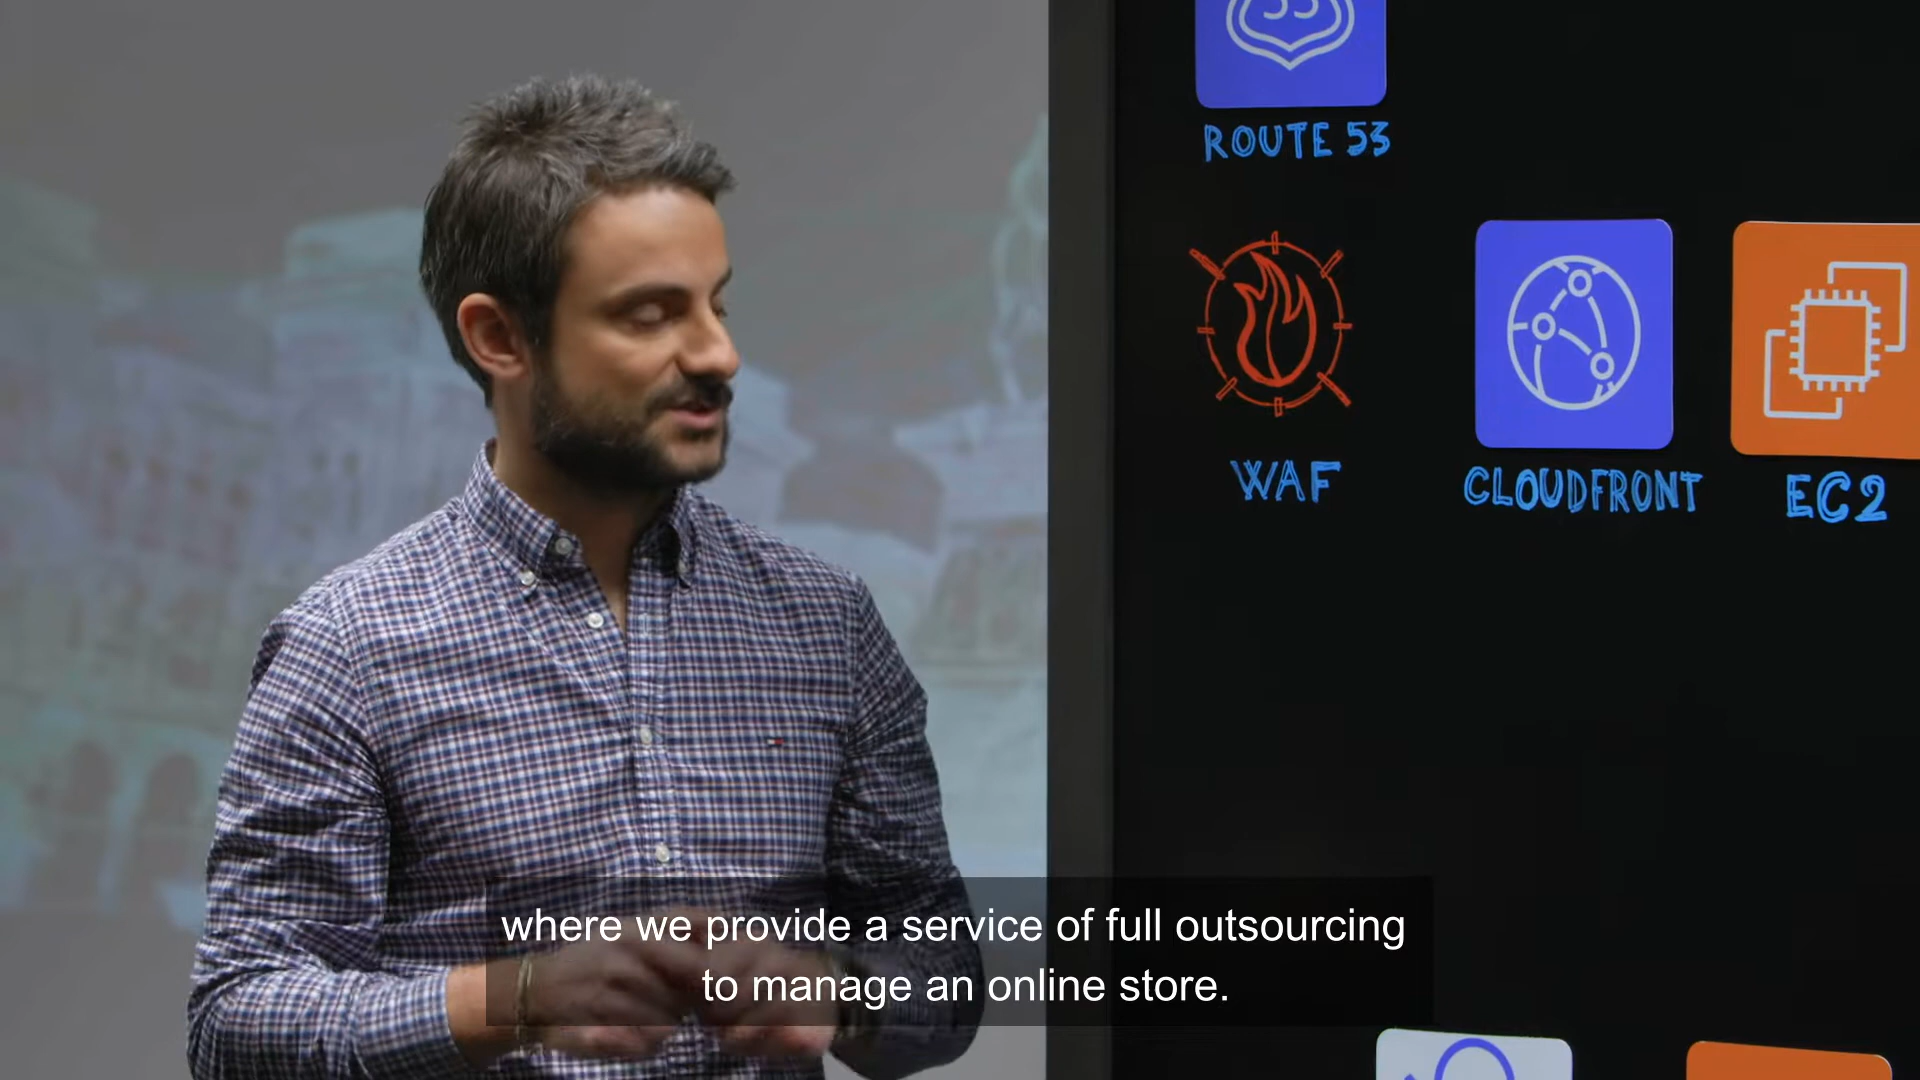 ROUTE 53
WAF
CLOUDFRONT
EC2
where we provide a service of full outsourcing
to manage an online store.